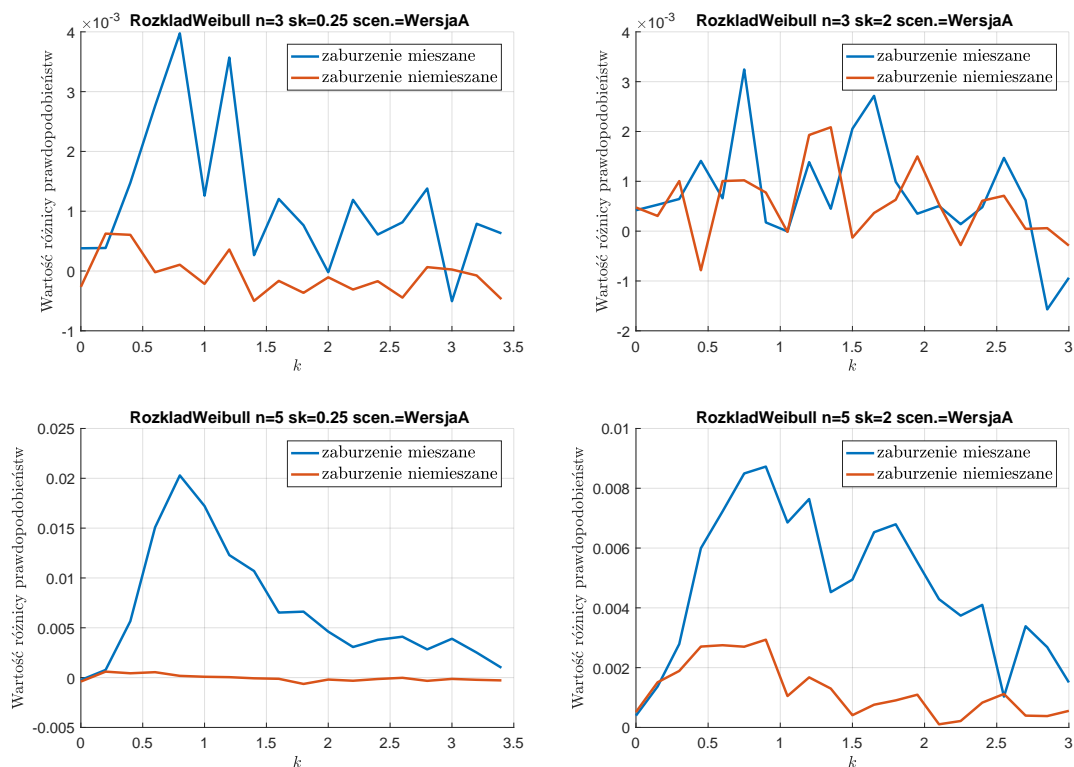 RozkladWeibull n=3 sk=0.25 scen.=WersjaA
×10⁻³
4
3
2
1
0
-1
Wartość różnicy prawdopodobieństw
zaburzenie mieszane
zaburzenie niemieszane
0 0.5 1 1.5 2 2.5 3 3.5
k
RozkladWeibull n=3 sk=2 scen.=WersjaA
×10⁻³
4
3
2
1
0
-1
-2
Wartość różnicy prawdopodobieństw
zaburzenie mieszane
zaburzenie niemieszane
0 0.5 1 1.5 2 2.5 3
k
RozkladWeibull n=5 sk=0.25 scen.=WersjaA
0.025
0.02
0.015
0.01
0.005
0
-0.005
Wartość różnicy prawdopodobieństw
zaburzenie mieszane
zaburzenie niemieszane
0 0.5 1 1.5 2 2.5 3 3.5
k
RozkladWeibull n=5 sk=2 scen.=WersjaA
0.01
0.008
0.006
0.004
0.002
0
Wartość różnicy prawdopodobieństw
zaburzenie mieszane
zaburzenie niemieszane
0 0.5 1 1.5 2 2.5 3
k